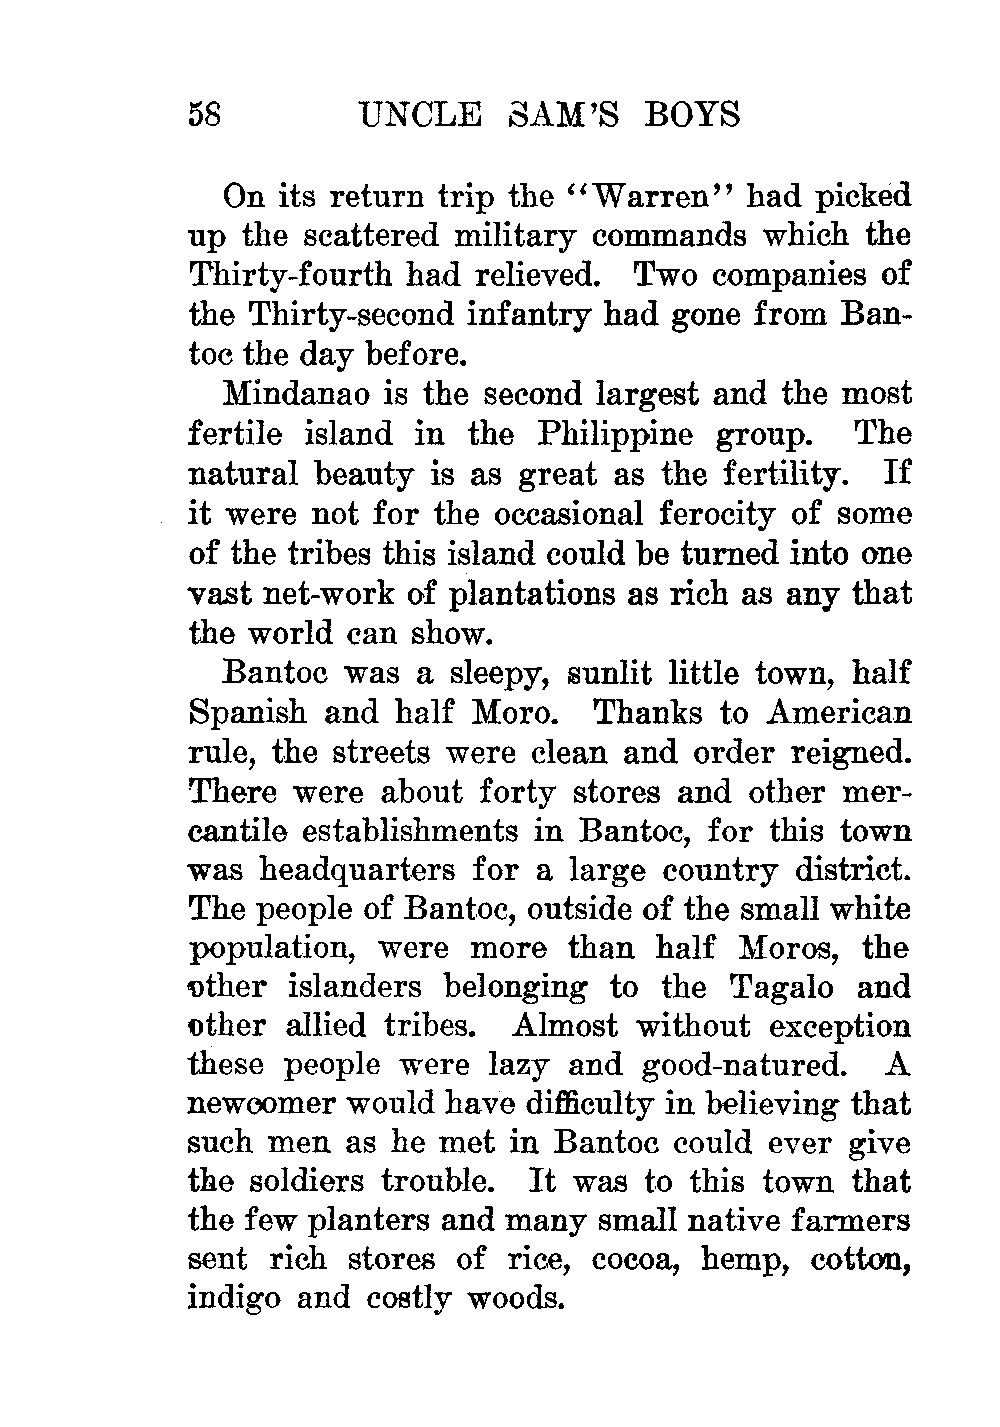 58 UNCLE SAM'S BOYS
On its return trip the “Warren” had picked
up the scattered military commands which the
Thirty-fourth had relieved. Two companies of
the Thirty-second infantry had gone from Ban-
toc the day before.
Mindanao is the second largest and the most
fertile island in the Philippine group. The
natural beauty is as great as the fertility. If
it were not for the occasional ferocity of some
of the tribes this island could be turned into one
vast net-work of plantations as rich as any that
the world can show.
Bantoc was a sleepy, sunlit little town, half
Spanish and half Moro. Thanks to American
rule, the streets were clean and order reigned.
There were about forty stores and other mer-
cantile establishments in Bantoc, for this town
was headquarters for a large country district.
The people of Bantoc, outside of the small white
population, were more than half Moros, the
other islanders belonging to the Tagalo and
other allied tribes. Almost without exception
these people were lazy and good-natured. A
newcomer would have difficulty in believing that
such men as he met in Bantoc could ever give
the soldiers trouble. It was to this town that
the few planters and many small native farmers
sent rich stores of rice, cocoa, hemp, cotton,
indigo and costly woods.